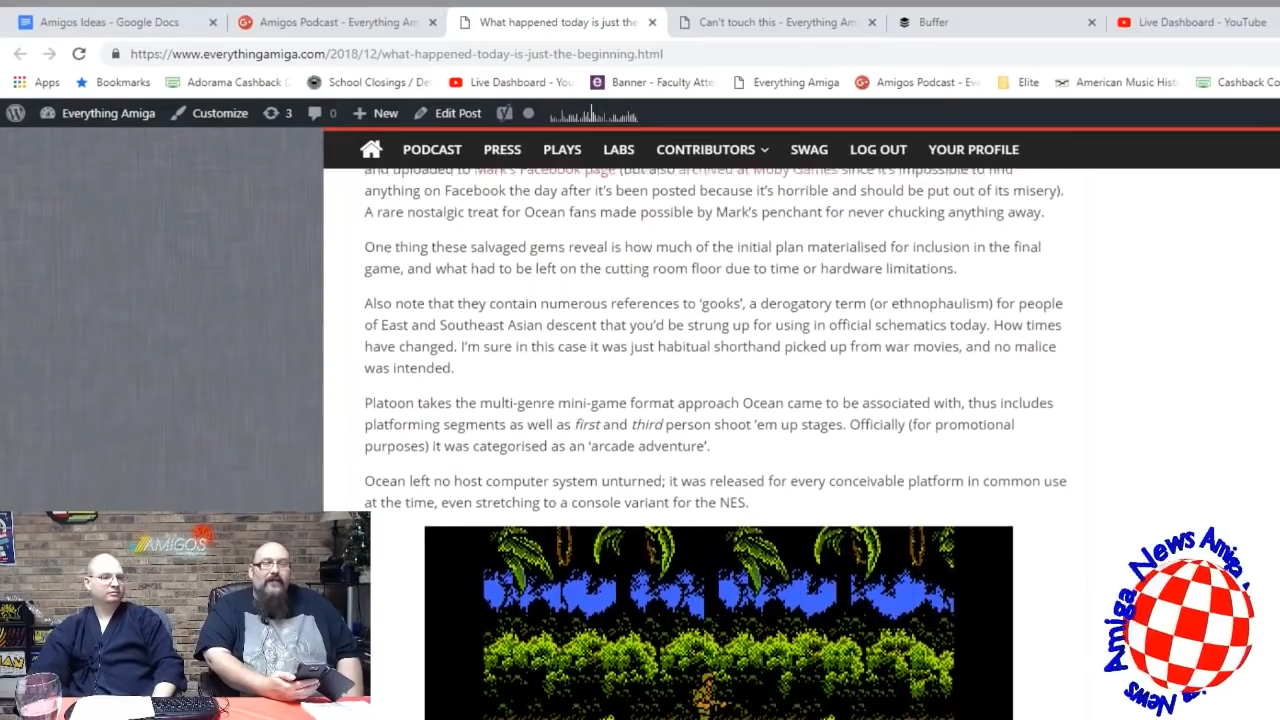 Amigos Ideas - Google Docs
Amigos Podcast - Everything Am
What happened today is just the
Can't touch this - Everything Am
Buffer
Live Dashboard - YouTube
https://www.everythingamiga.com/2018/12/what-happened-today-is-just-the-beginning.html
Apps
Bookmarks
Adorama Cashback (
School Closings / De
Live Dashboard - You
Banner - Faculty Atte
Everything Amiga
Amigos Podcast - Eve
Elite
American Music Hist
Cashback Co
Everything Amiga
Customize
3
0
New
Edit Post
PODCAST
PRESS
PLAYS
LABS
CONTRIBUTORS
SWAG
LOG OUT
YOUR PROFILE
and uploaded to Mark's Facebook page (but also archived at Moby Games since it's impossible to find
anything on Facebook the day after it's been posted because it's horrible and should be put out of its misery).
A rare nostalgic treat for Ocean fans made possible by Mark's penchant for never chucking anything away.
One thing these salvaged gems reveal is how much of the initial plan materialised for inclusion in the final
game, and what had to be left on the cutting room floor due to time or hardware limitations.
Also note that they contain numerous references to 'gooks', a derogatory term (or ethnophaulism) for people
of East and Southeast Asian descent that you'd be strung up for using in official schematics today. How times
have changed. I'm sure in this case it was just habitual shorthand picked up from war movies, and no malice
was intended.
Platoon takes the multi-genre mini-game format approach Ocean came to be associated with, thus includes
platforming segments as well as first and third person shoot 'em up stages. Officially (for promotional
purposes) it was categorised as an 'arcade adventure'.
Ocean left no host computer system unturned; it was released for every conceivable platform in common use
at the time, even stretching to a console variant for the NES.
AMIGOS
Amiga News Amiga News